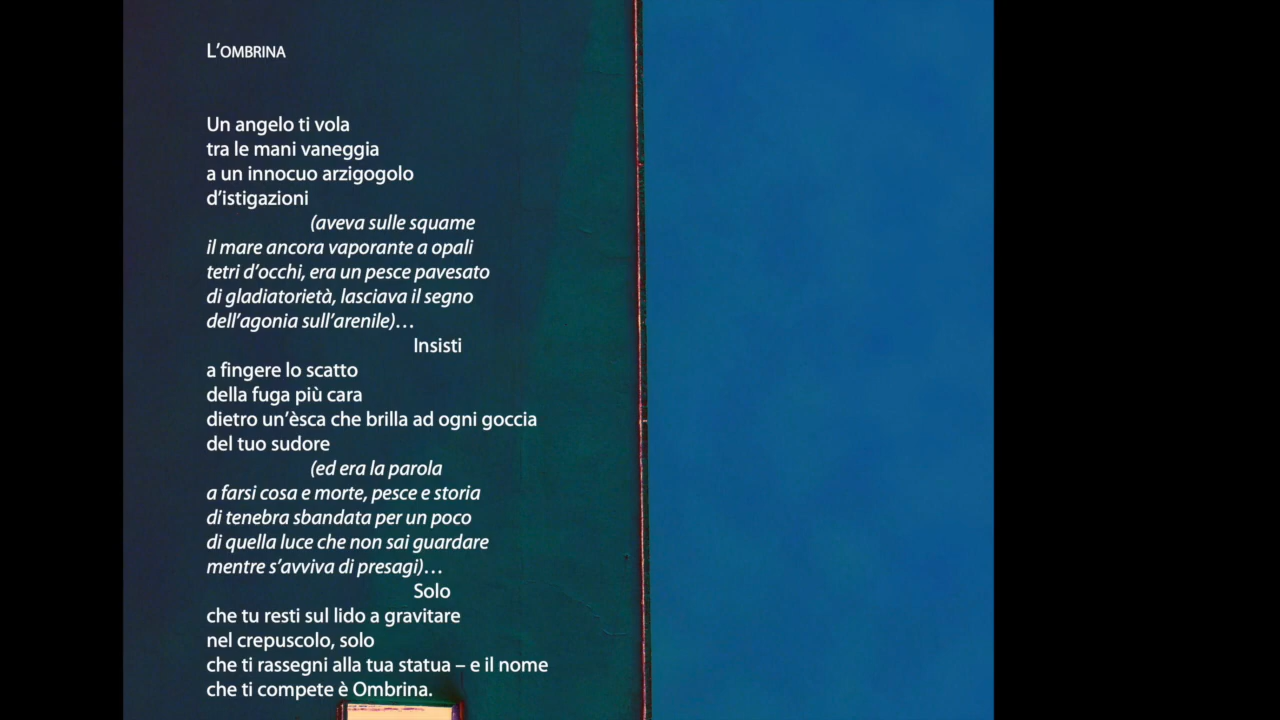 L'OMBRINA
Un angelo ti vola
tra le mani vaneggia
a un innocuo arzigogolo
d'istigazioni
(aveva sulle squame
il mare ancora vaporante a opali
tetri d'occhi, era un pesce pavesato
di gladiatorietà, lasciava il segno
dell'agonia sull'arenile)…
Insisti
a fingere lo scatto
della fuga più cara
dietro un'èsca che brilla ad ogni goccia
del tuo sudore
(ed era la parola
a farsi cosa e morte, pesce e storia
di tenebra sbandata per un poco
di quella luce che non sai guardare
mentre s'avviva di presagi)…
Solo
che tu resti sul lido a gravitare
nel crepuscolo, solo
che ti rassegni alla tua statua – e il nome
che ti compete è Ombrina.